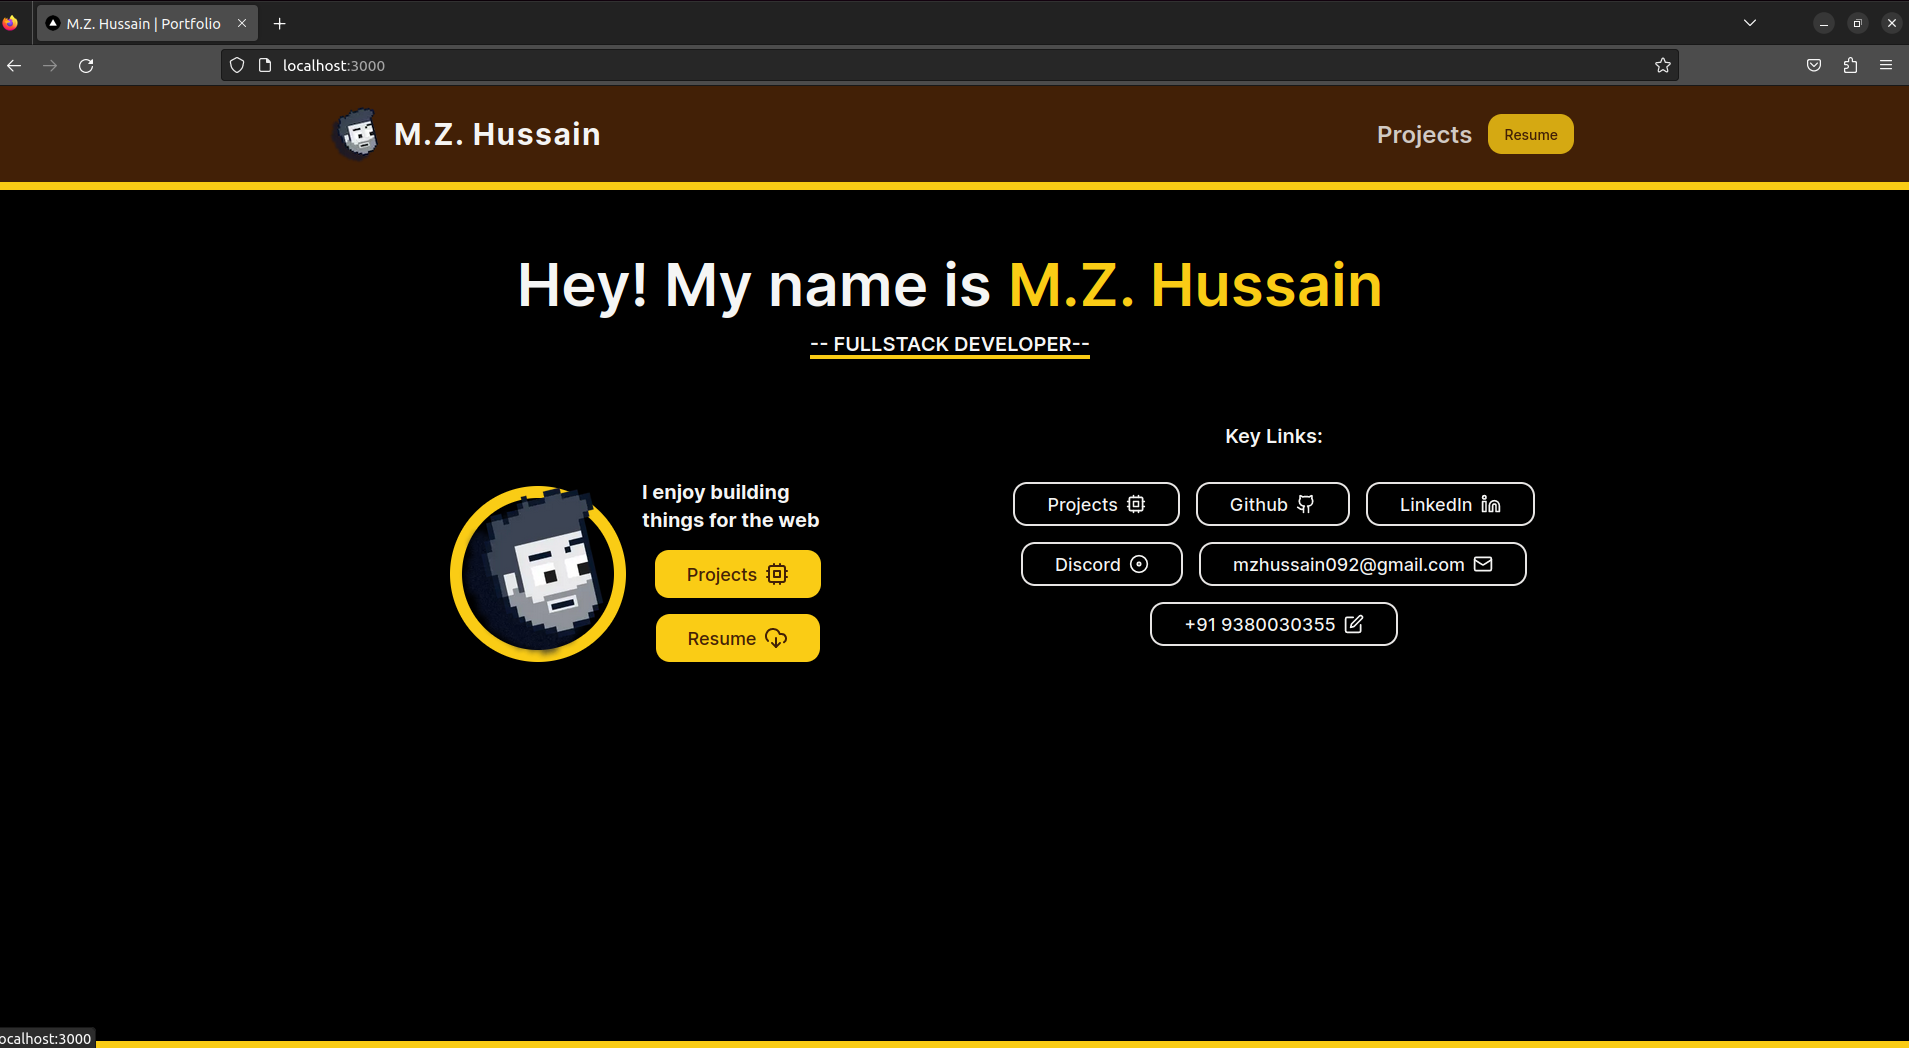 M.Z. Hussain | Portfolio
localhost:3000
M.Z. Hussain
Projects
Resume
Hey! My name is M.Z. Hussain
-- FULLSTACK DEVELOPER--
I enjoy building
things for the web
Projects
Resume
Key Links:
Projects
Github
LinkedIn
Discord
mzhussain092@gmail.com
+91 9380030355
ocalhost:3000